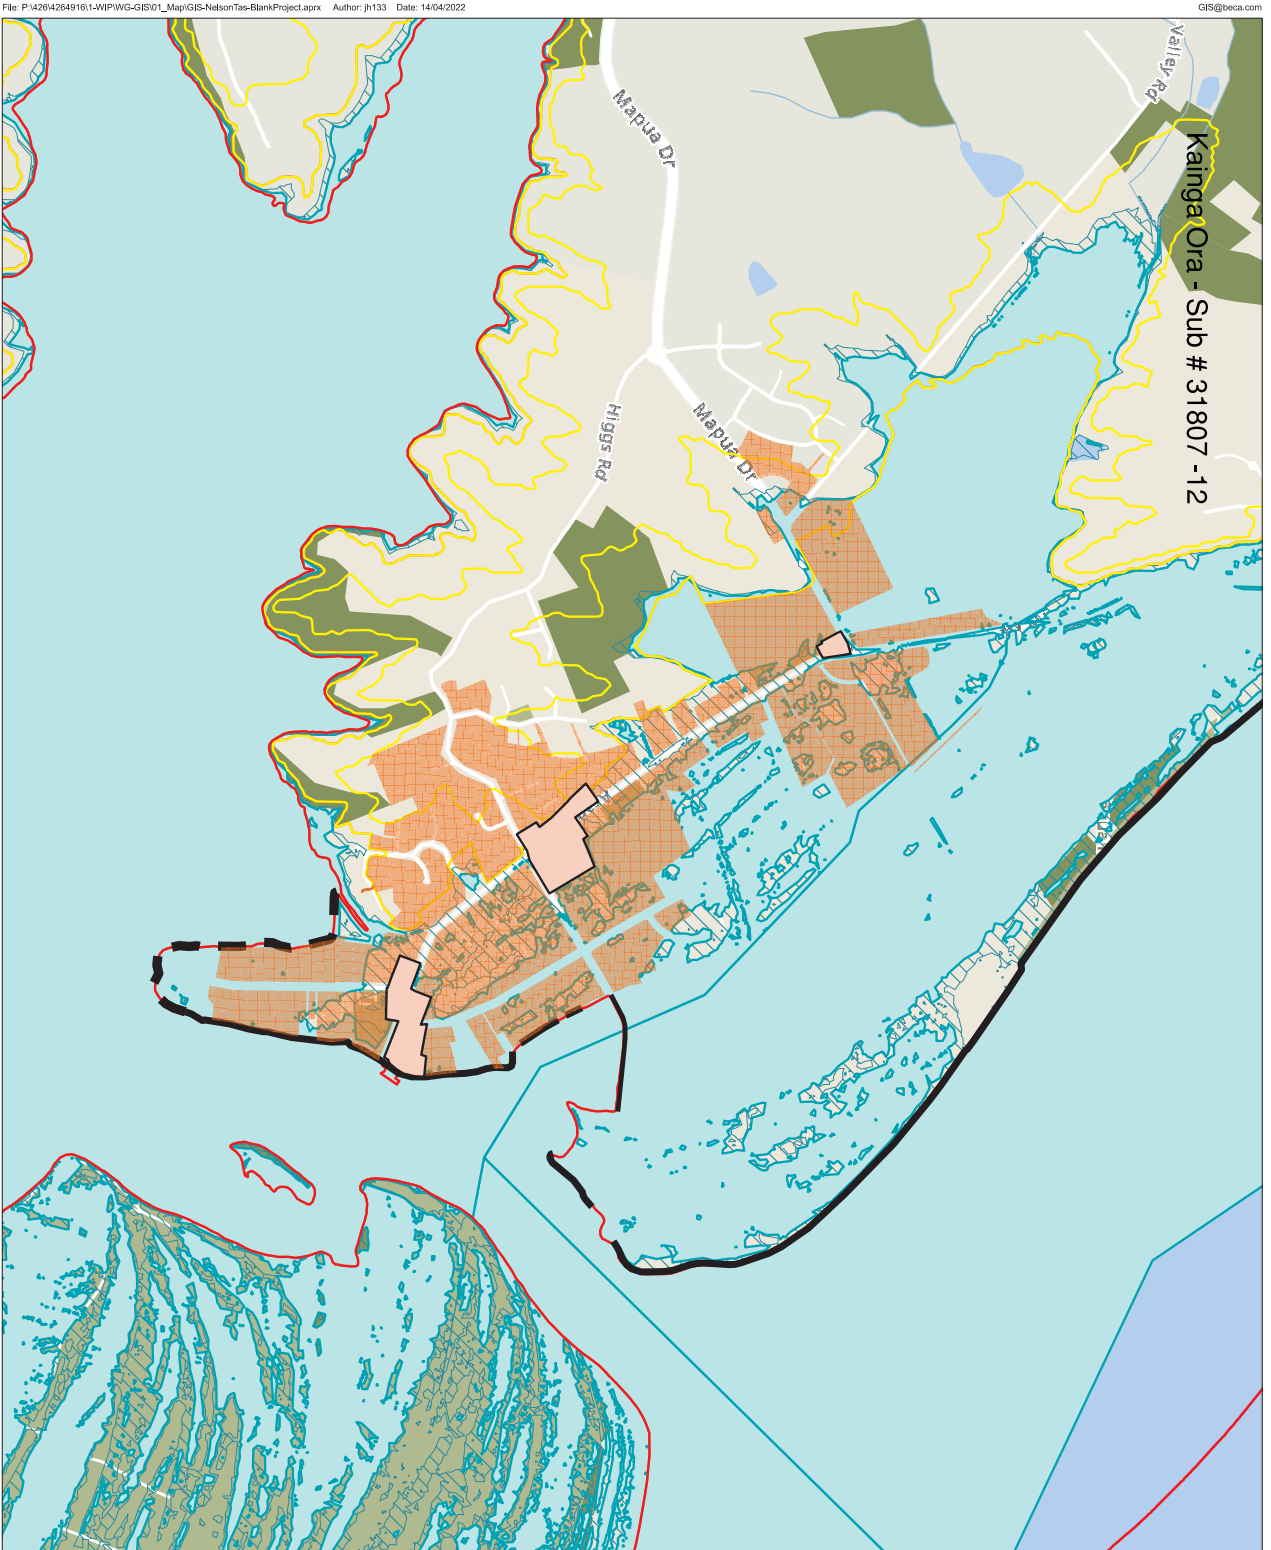 File: P:\426\4264916\1-WIP\WG-GIS\01_Map\GIS-NelsonTas-BlankProject.aprx Author: jh133 Date: 14/04/2022
GIS@beca.com
Valley Rd
Mapua Dr
Kainga Ora - Sub # 31807 -12
Higgs Rd
Mapua Dr